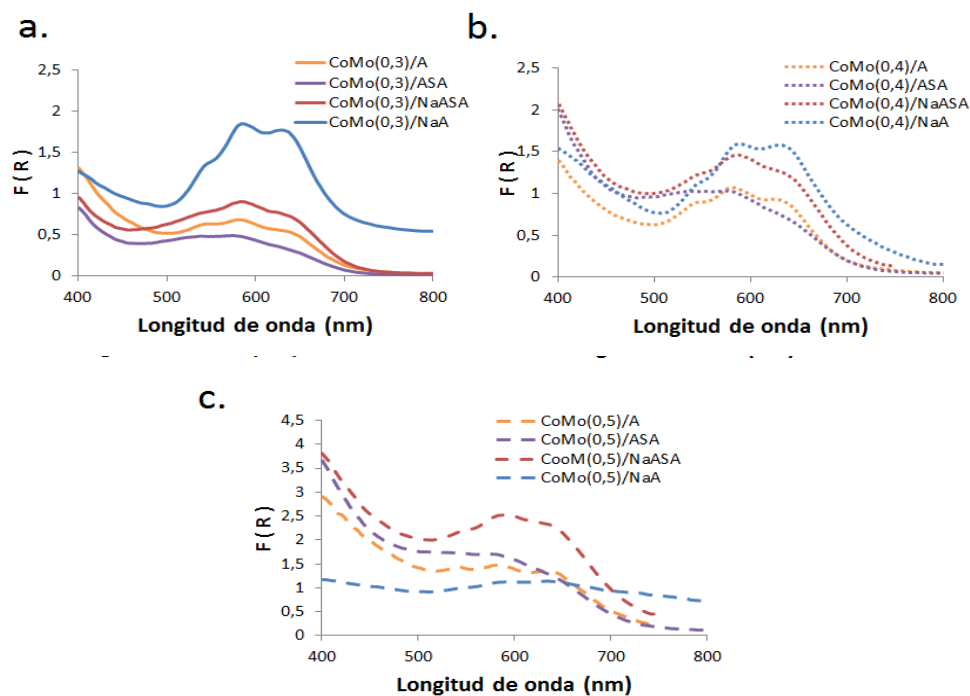 a.
CoMo(0,3)/A
CoMo(0,3)/ASA
CoMo(0,3)/NaASA
CoMo(0,3)/NaA
2,5
2
1,5
1
0,5
0
F ( R )
400 500 600 700 800
Longitud de onda (nm)
b.
CoMo(0,4)/A
CoMo(0,4)/ASA
CoMo(0,4)/NaASA
CoMo(0,4)/NaA
2,5
2
1,5
1
0,5
0
F ( R )
400 500 600 700 800
Longitud de onda (nm)
c.
CoMo(0,5)/A
CoMo(0,5)/ASA
CooM(0,5)/NaASA
CoMo(0,5)/NaA
4,5
4
3,5
3
2,5
2
1,5
1
0,5
0
F ( R )
400 500 600 700 800
Longitud de onda (nm)